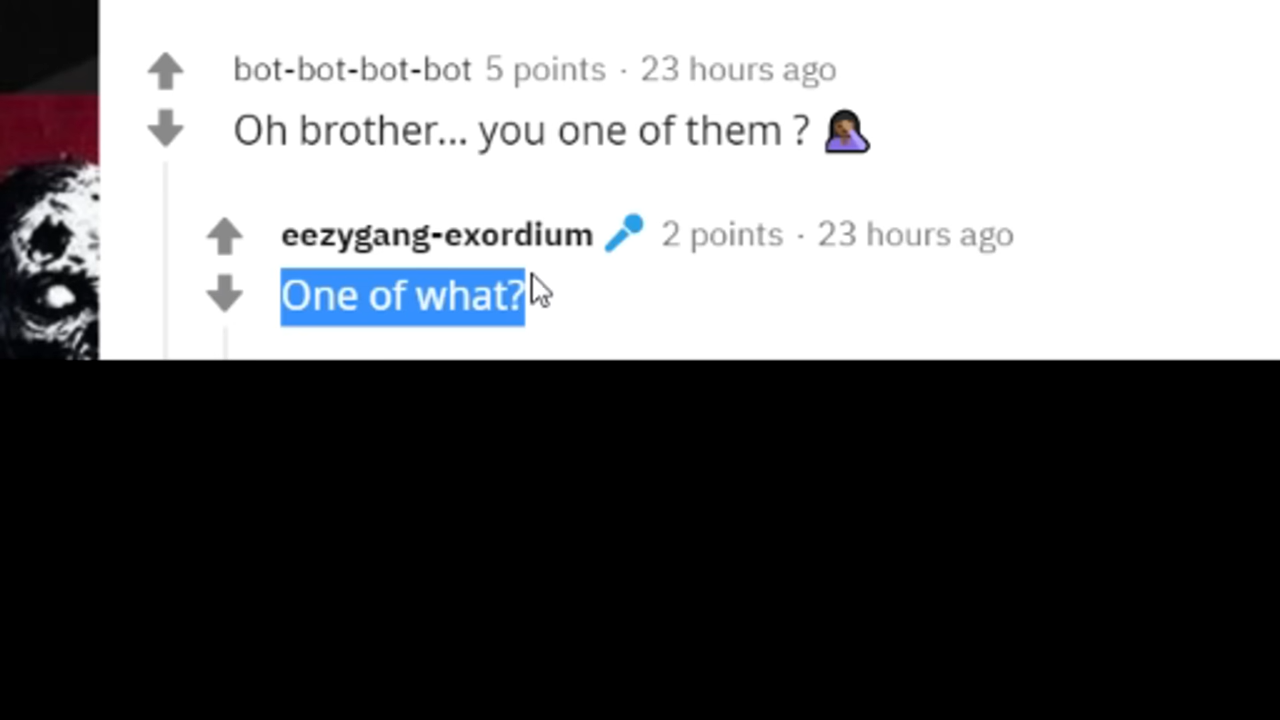 bot-bot-bot-bot 5 points · 23 hours ago
Oh brother... you one of them ? 🤦🏾‍♀️
eezygang-exordium 🎤 2 points · 23 hours ago
One of what?